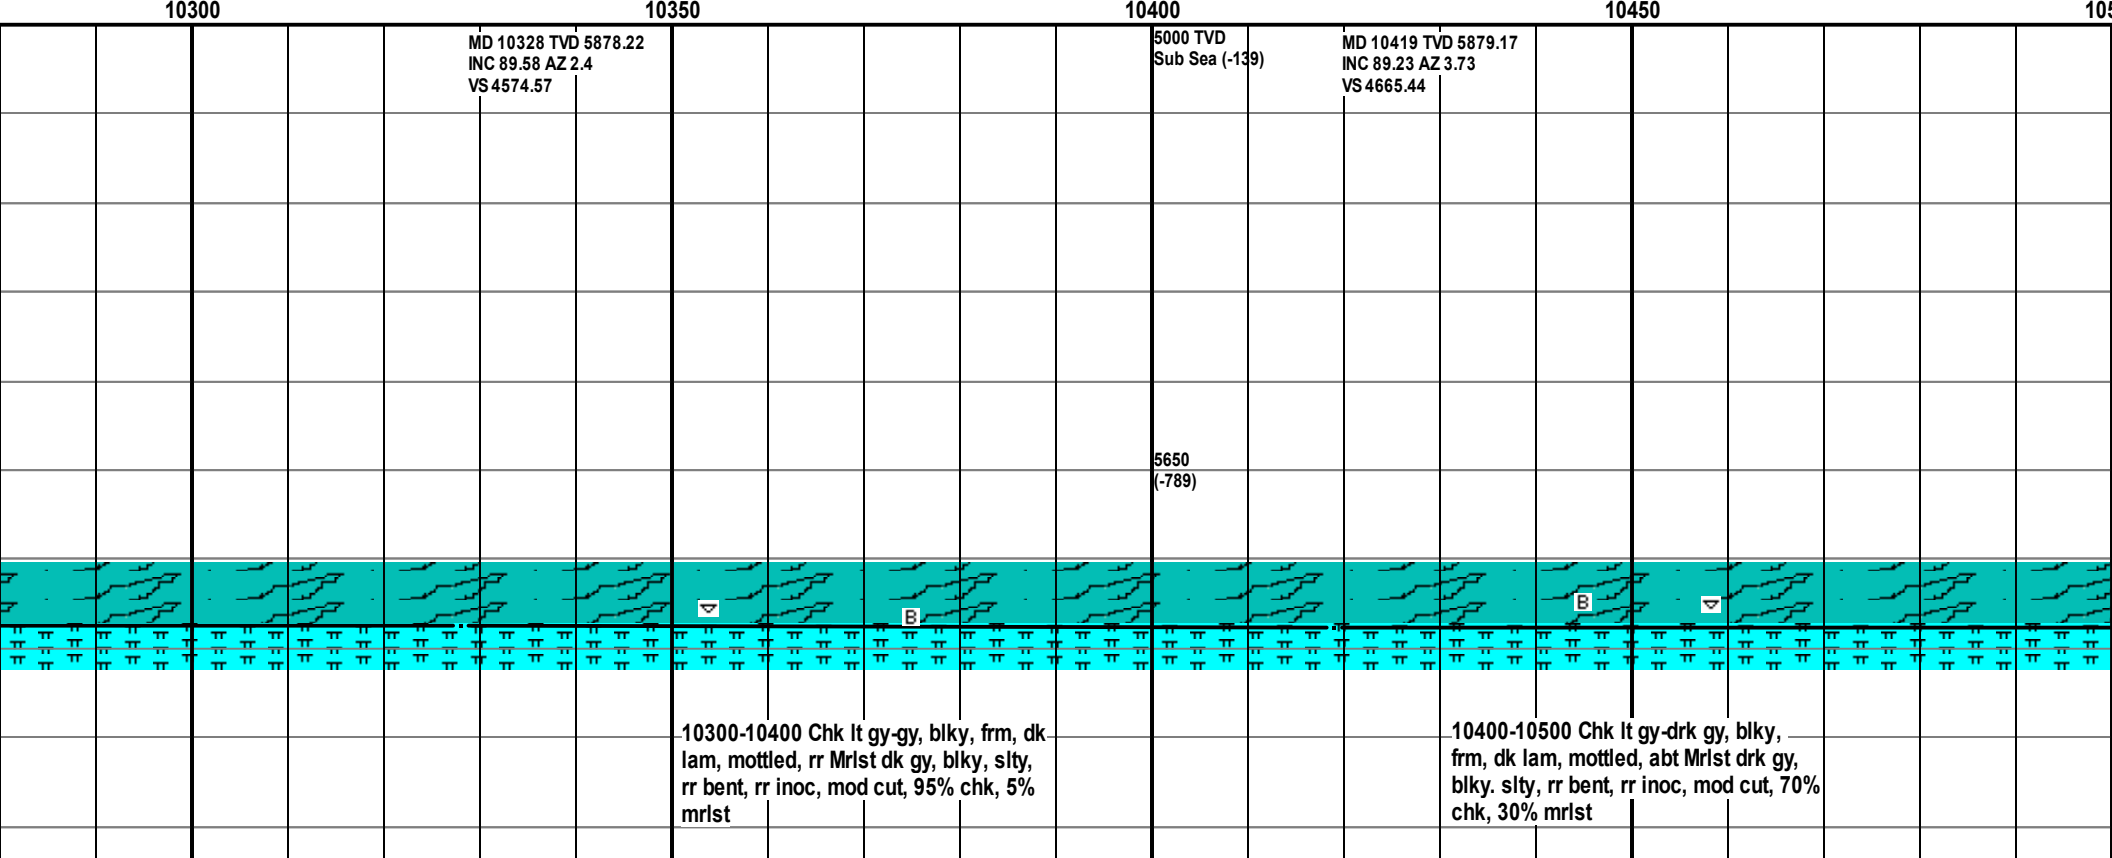 10300 10350 10400 10450 105
MD 10328 TVD 5878.22
INC 89.58 AZ 2.4
VS 4574.57
5000 TVD
Sub Sea (-139)
MD 10419 TVD 5879.17
INC 89.23 AZ 3.73
VS 4665.44
5650
(-789)
B
B
10300-10400 Chk lt gy-gy, blky, frm, dk
lam, mottled, rr Mrlst dk gy, blky, slty,
rr bent, rr inoc, mod cut, 95% chk, 5%
mrlst
10400-10500 Chk lt gy-drk gy, blky,
frm, dk lam, mottled, abt Mrlst drk gy,
blky. slty, rr bent, rr inoc, mod cut, 70%
chk, 30% mrlst